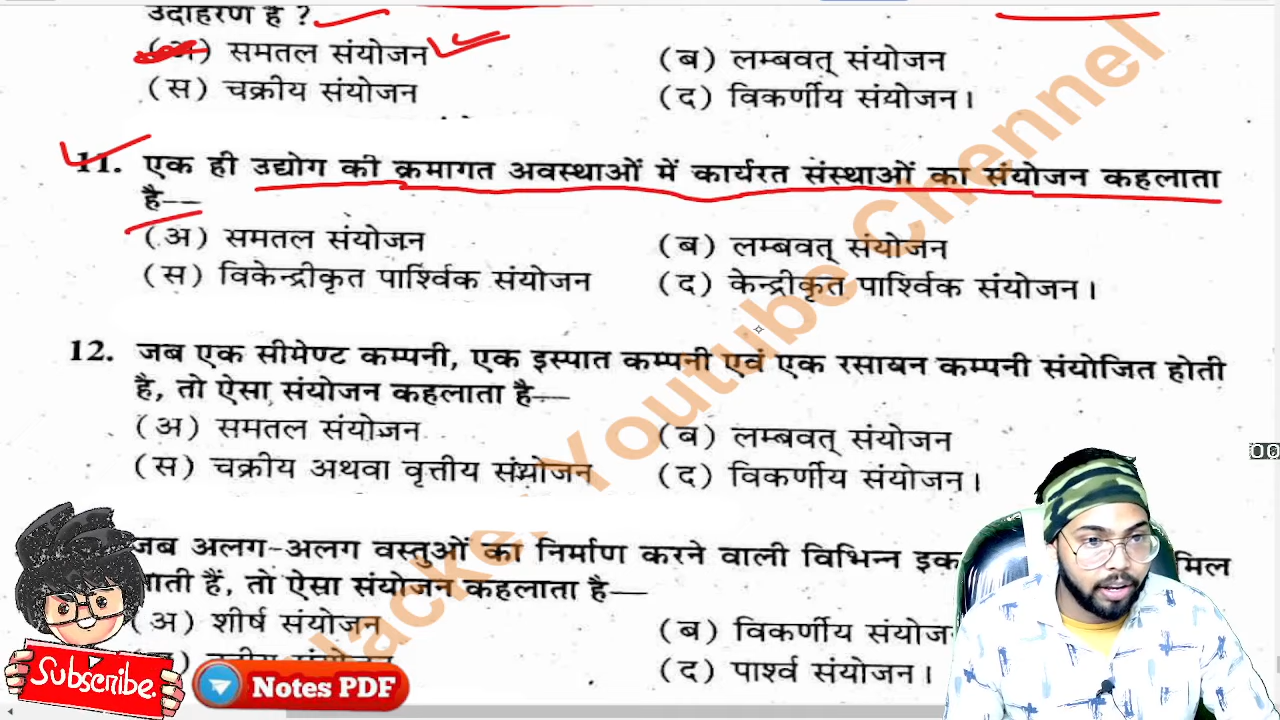 उदाहरण है ?
(अ) समतल संयोजन
(ब) लम्बवत् संयोजन
(स) चक्रीय संयोजन
(द) विकर्णीय संयोजन।
11. एक ही उद्योग की क्रमागत अवस्थाओं में कार्यरत संस्थाओं का संयोजन कहलाता
है—
(अ) समतल संयोजन
(ब) लम्बवत् संयोजन
(स) विकेन्द्रीकृत पार्श्विक संयोजन
(द) केन्द्रीकृत पार्श्विक संयोजन।
12. जब एक सीमेण्ट कम्पनी, एक इस्पात कम्पनी एवं एक रसायन कम्पनी संयोजित होती
है, तो ऐसा संयोजन कहलाता है—
(अ) समतल संयोजन
(ब) लम्बवत् संयोजन
(स) चक्रीय अथवा वृत्तीय संयोजन
(द) विकर्णीय संयोजन।
जब अलग-अलग वस्तुओं का निर्माण करने वाली विभिन्न मिल
तो ऐसा संयोजन कहलाता है—
(अ) शीर्ष संयोजन
(ब) विकर्णीय
(द) पार्श्व संयोजन।
Youtube Chennel
Subscribe
Notes PDF